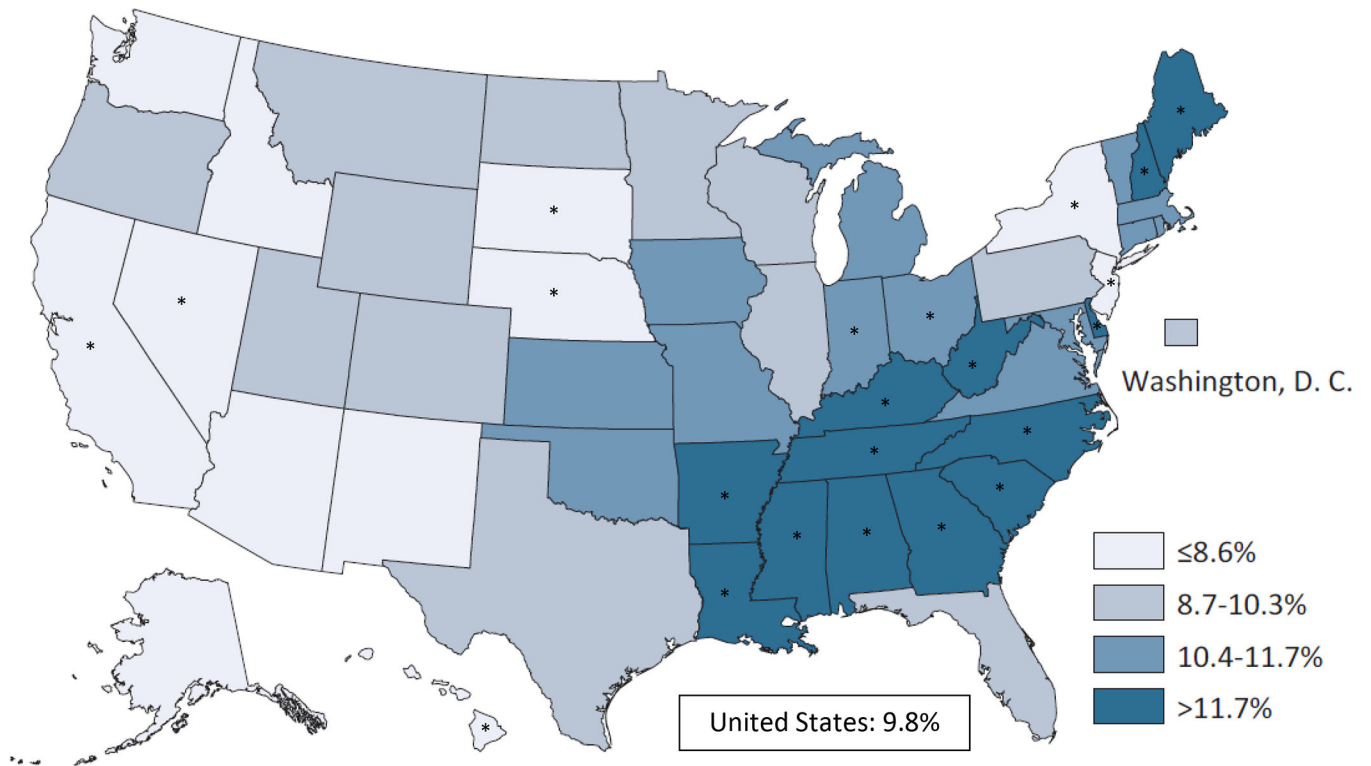 Washington, D. C.
≤8.6%
8.7-10.3%
10.4-11.7%
>11.7%
United States: 9.8%